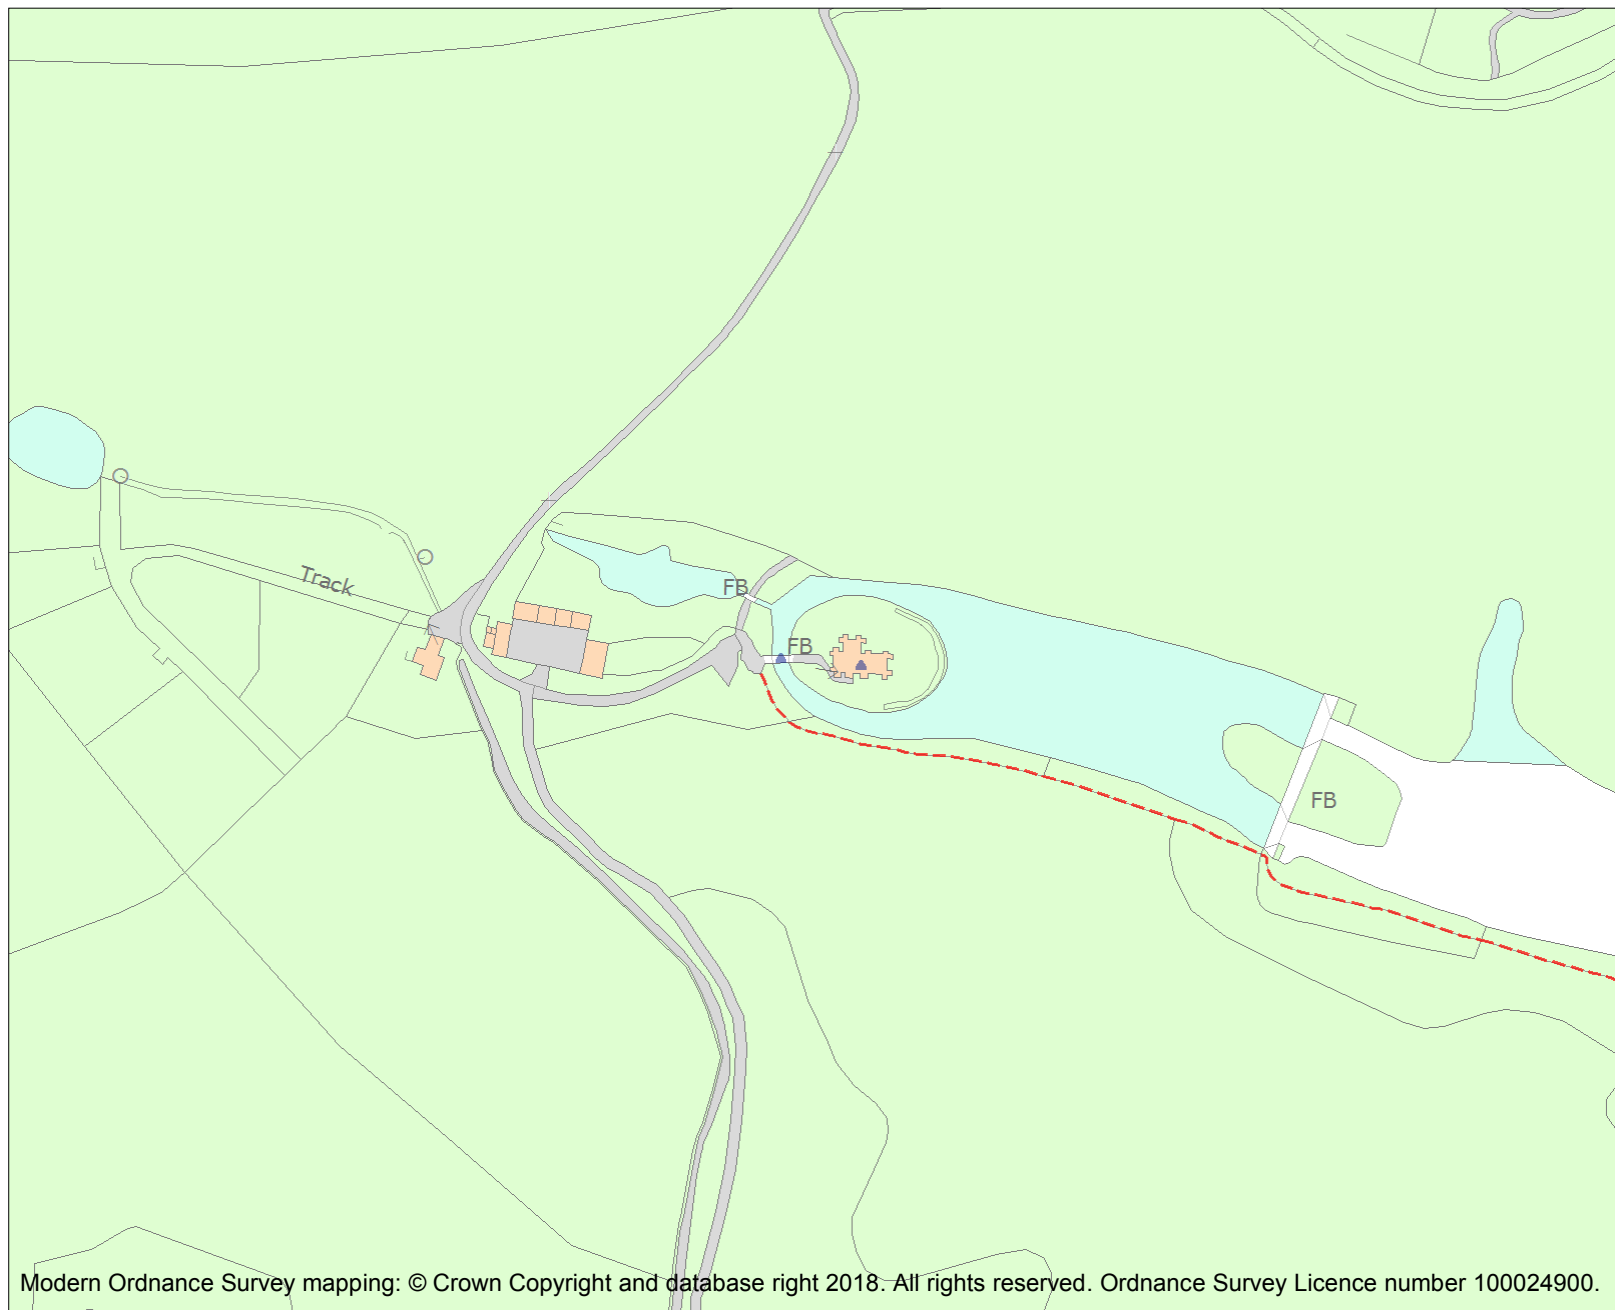 Track
FB
FB
FB
Modern Ordnance Survey mapping: © Crown Copyright and database right 2018. All rights reserved. Ordnance Survey Licence number 100024900.